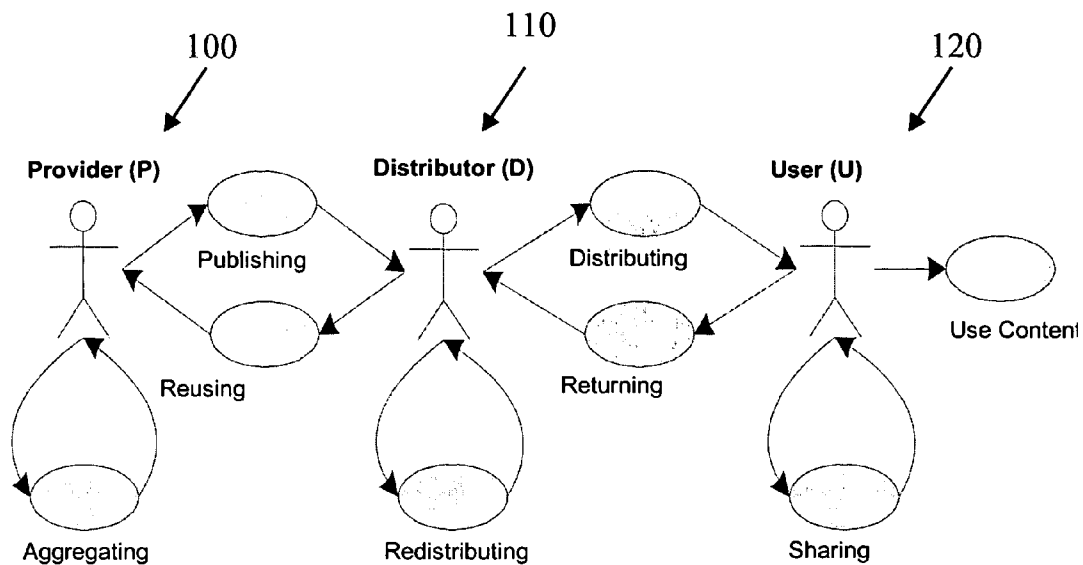 100
110
120
Provider (P)
Distributor (D)
User (U)
Publishing
Distributing
Use Content
Reusing
Returning
Aggregating
Redistributing
Sharing